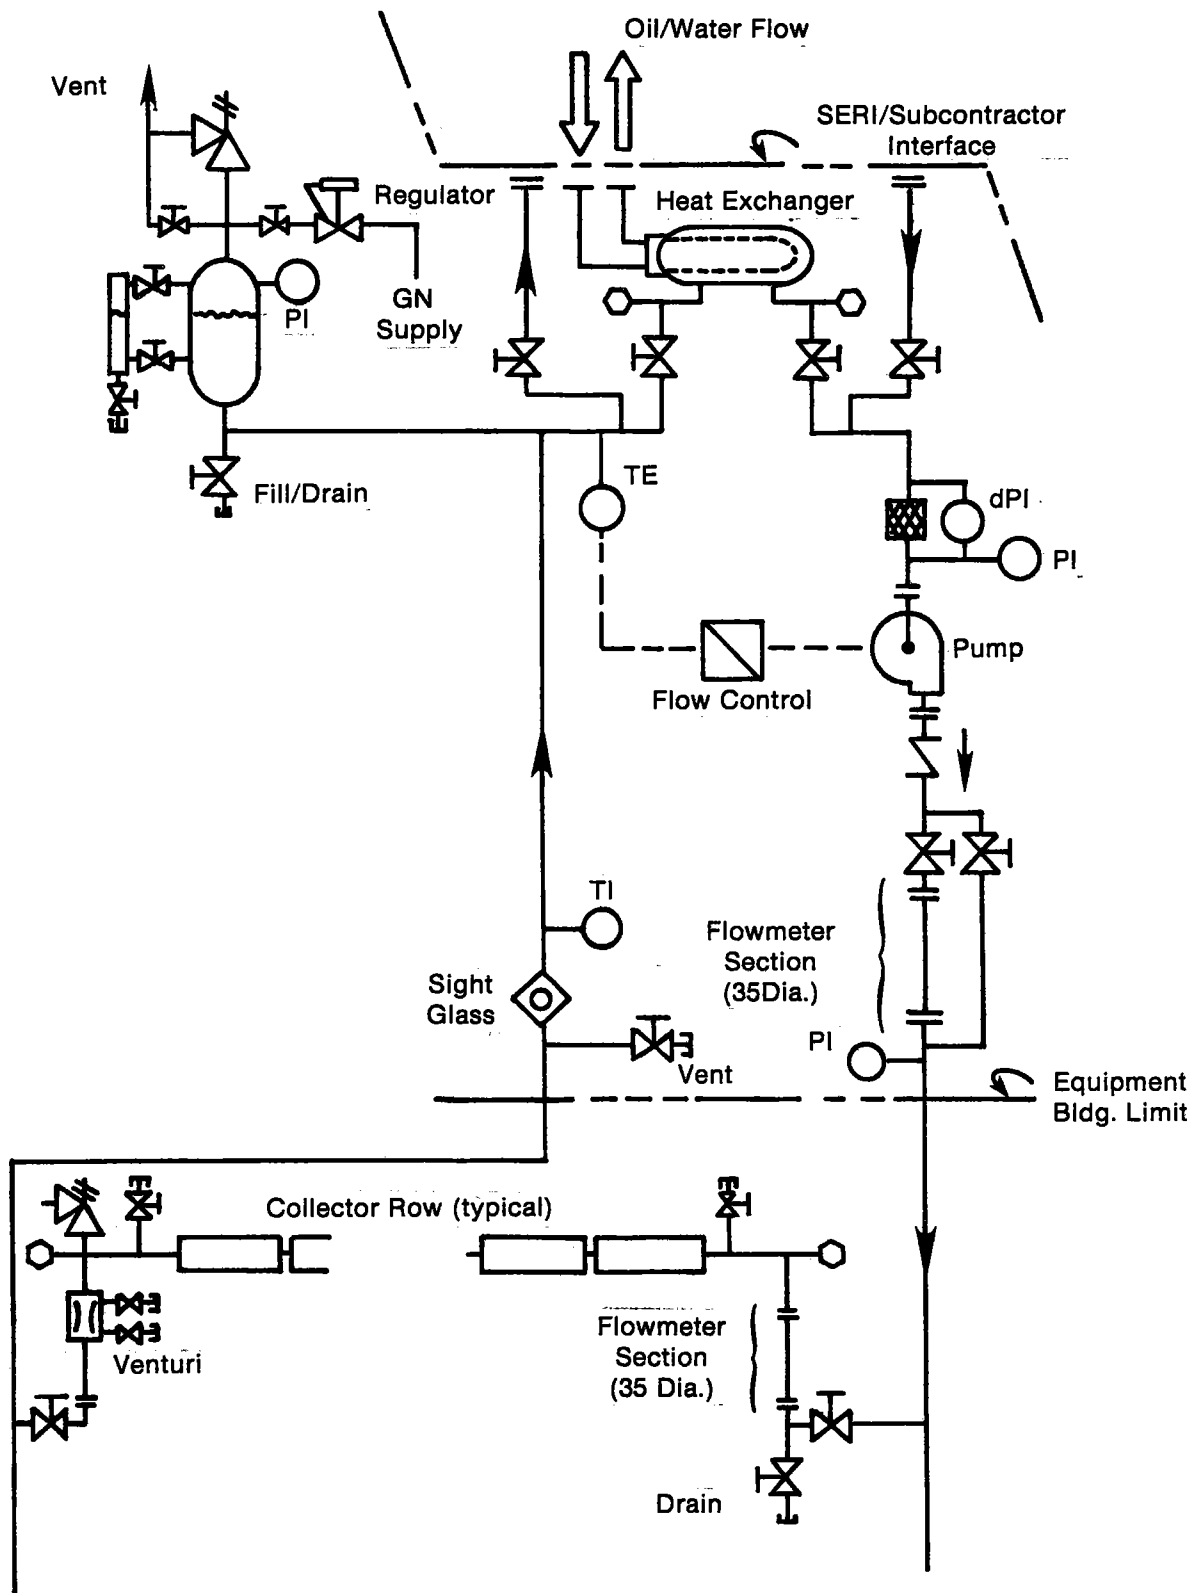 Oil/Water Flow
Vent
SERI/Subcontractor
Interface
Regulator
Heat Exchanger
PI
GN
Supply
TE
Fill/Drain
dPI
PI
Pump
Flow Control
TI
Flowmeter
Section
(35Dia.)
Sight
Glass
PI
Vent
Equipment
Bldg. Limit
Collector Row (typical)
Flowmeter
Section
(35 Dia.)
Venturi
Drain